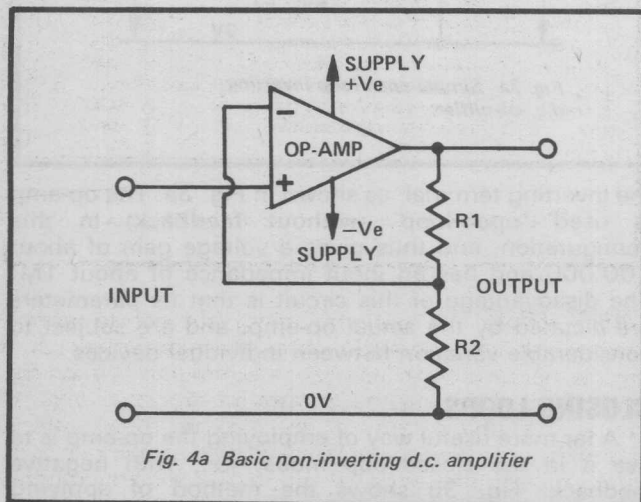 SUPPLY
+Ve
−
OP-AMP
+
−Ve
SUPPLY
R1
INPUT
OUTPUT
R2
0V
Fig. 4a Basic non-inverting d.c. amplifier